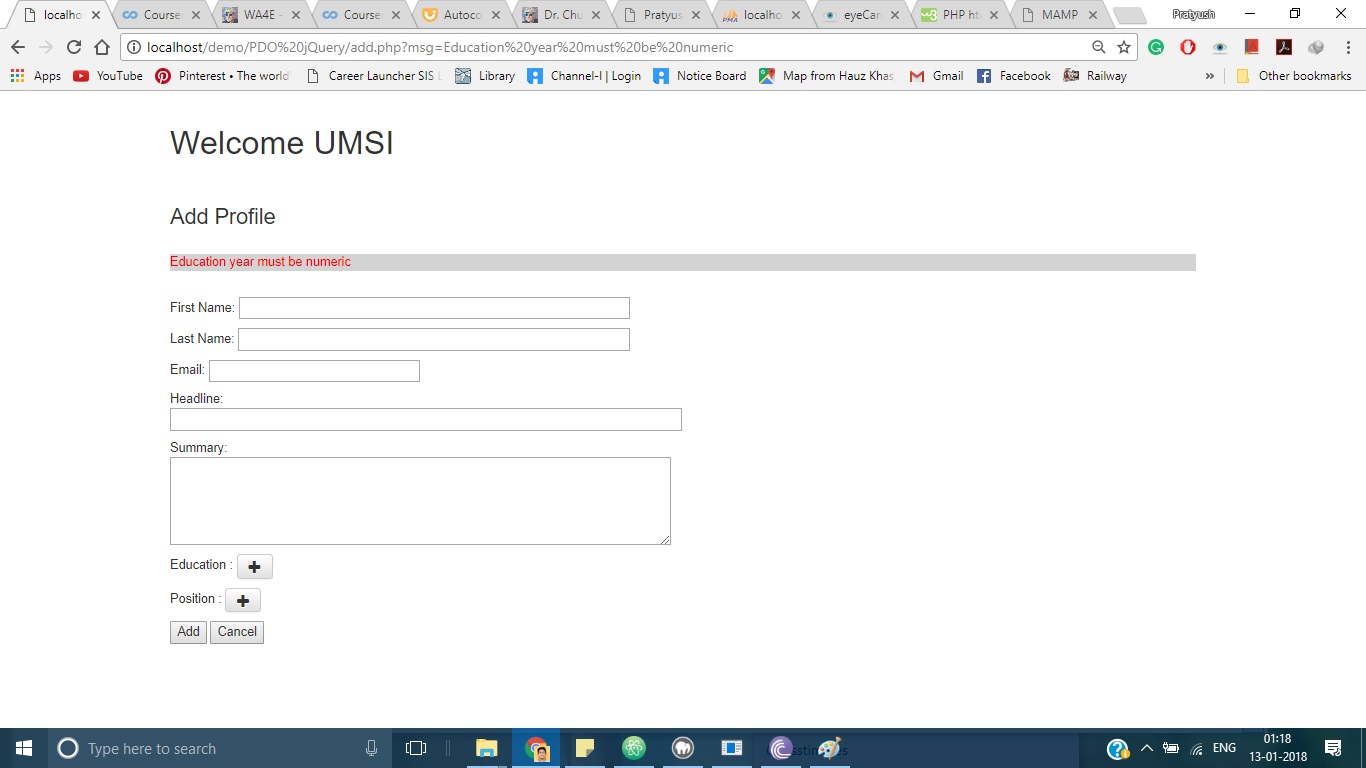 localho
Course
WA4E -
Course
Autoco
Dr. Chu
Pratyus
localho
eyeCar
PHP ht
MAMP
Pratyush
localhost/demo/PDO%20jQuery/add.php?msg=Education%20year%20must%20be%20numeric
Apps
YouTube
Pinterest • The world
Career Launcher SIS L
Library
Channel-I | Login
Notice Board
Map from Hauz Khas
Gmail
Facebook
Railway
»
Other bookmarks
Welcome UMSI
Add Profile
Education year must be numeric
First Name:
Last Name:
Email:
Headline:
Summary:
Education :
Position :
Add Cancel
Type here to search
ENG
01:18
13-01-2018